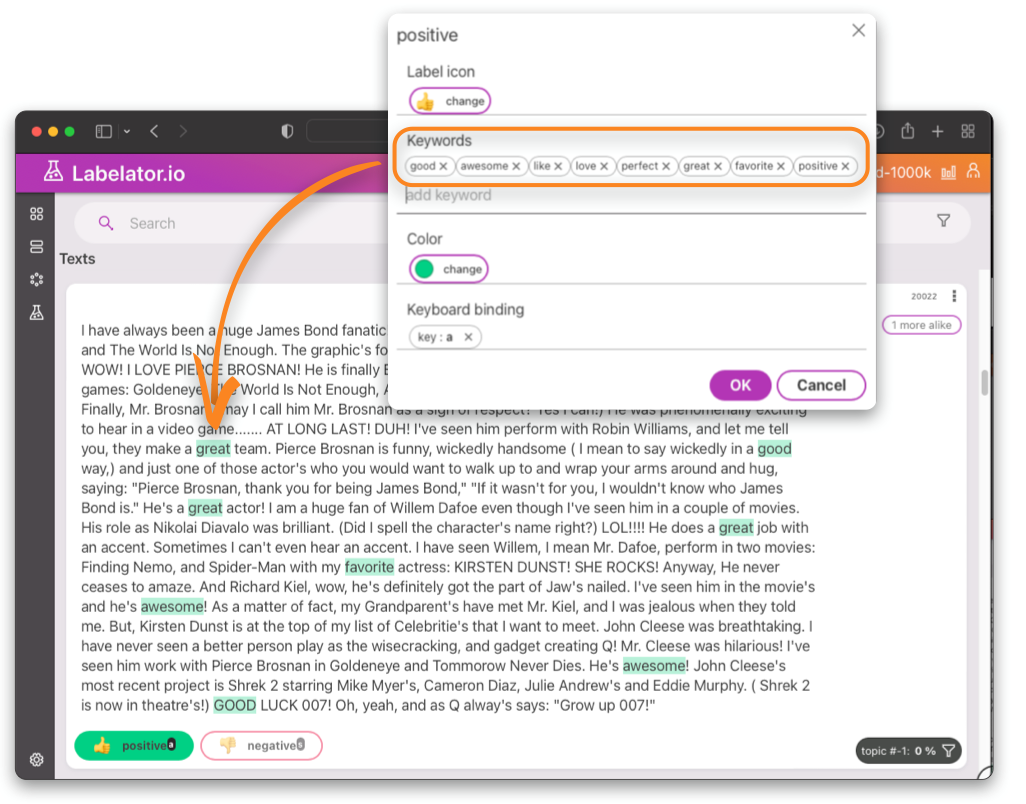 positive
Label icon
change
Keywords
good awesome like love perfect great favorite positive
add keyword
Color
change
Keyboard binding
key : a
OK Cancel
Labelator.io
d-1000k
Search
Texts
20022
1 more alike
I have always been a huge James Bond fanatic
and The World Is Not Enough. The graphic's fo
WOW! I LOVE PIERCE BROSNAN! He is finally
games: Goldeneye, The World Is Not Enough,
Finally, Mr. Brosnan, may I call him Mr. Brosnan as a sign of respect? Yes I can!) He was phenomenally exciting
to hear in a video game....... AT LONG LAST! DUH! I've seen him perform with Robin Williams, and let me tell
you, they make a great team. Pierce Brosnan is funny, wickedly handsome ( I mean to say wickedly in a good
way,) and just one of those actor's who you would want to walk up to and wrap your arms around and hug,
saying: "Pierce Brosnan, thank you for being James Bond," "If it wasn't for you, I wouldn't know who James
Bond is." He's a great actor! I am a huge fan of Willem Dafoe even though I've seen him in a couple of movies.
His role as Nikolai Diavalo was brilliant. (Did I spell the character's name right?) LOL!!!! He does a great job with
an accent. Sometimes I can't even hear an accent. I have seen Willem, I mean Mr. Dafoe, perform in two movies:
Finding Nemo, and Spider-Man with my favorite actress: KIRSTEN DUNST! SHE ROCKS! Anyway, He never
ceases to amaze. And Richard Kiel, wow, he's definitely got the part of Jaw's nailed. I've seen him in the movie's
and he's awesome! As a matter of fact, my Grandparent's have met Mr. Kiel, and I was jealous when they told
me. But, Kirsten Dunst is at the top of my list of Celebritie's that I want to meet. John Cleese was breathtaking. I
have never seen a better person play as the wisecracking, and gadget creating Q! Mr. Cleese was hilarious! I've
seen him work with Pierce Brosnan in Goldeneye and Tommorow Never Dies. He's awesome! John Cleese's
most recent project is Shrek 2 starring Mike Myer's, Cameron Diaz, Julie Andrew's and Eddie Murphy. ( Shrek 2
is now in theatre's!) GOOD LUCK 007! Oh, yeah, and as Q alway's says: "Grow up 007!"
positive a negative
topic #-1: 0 %